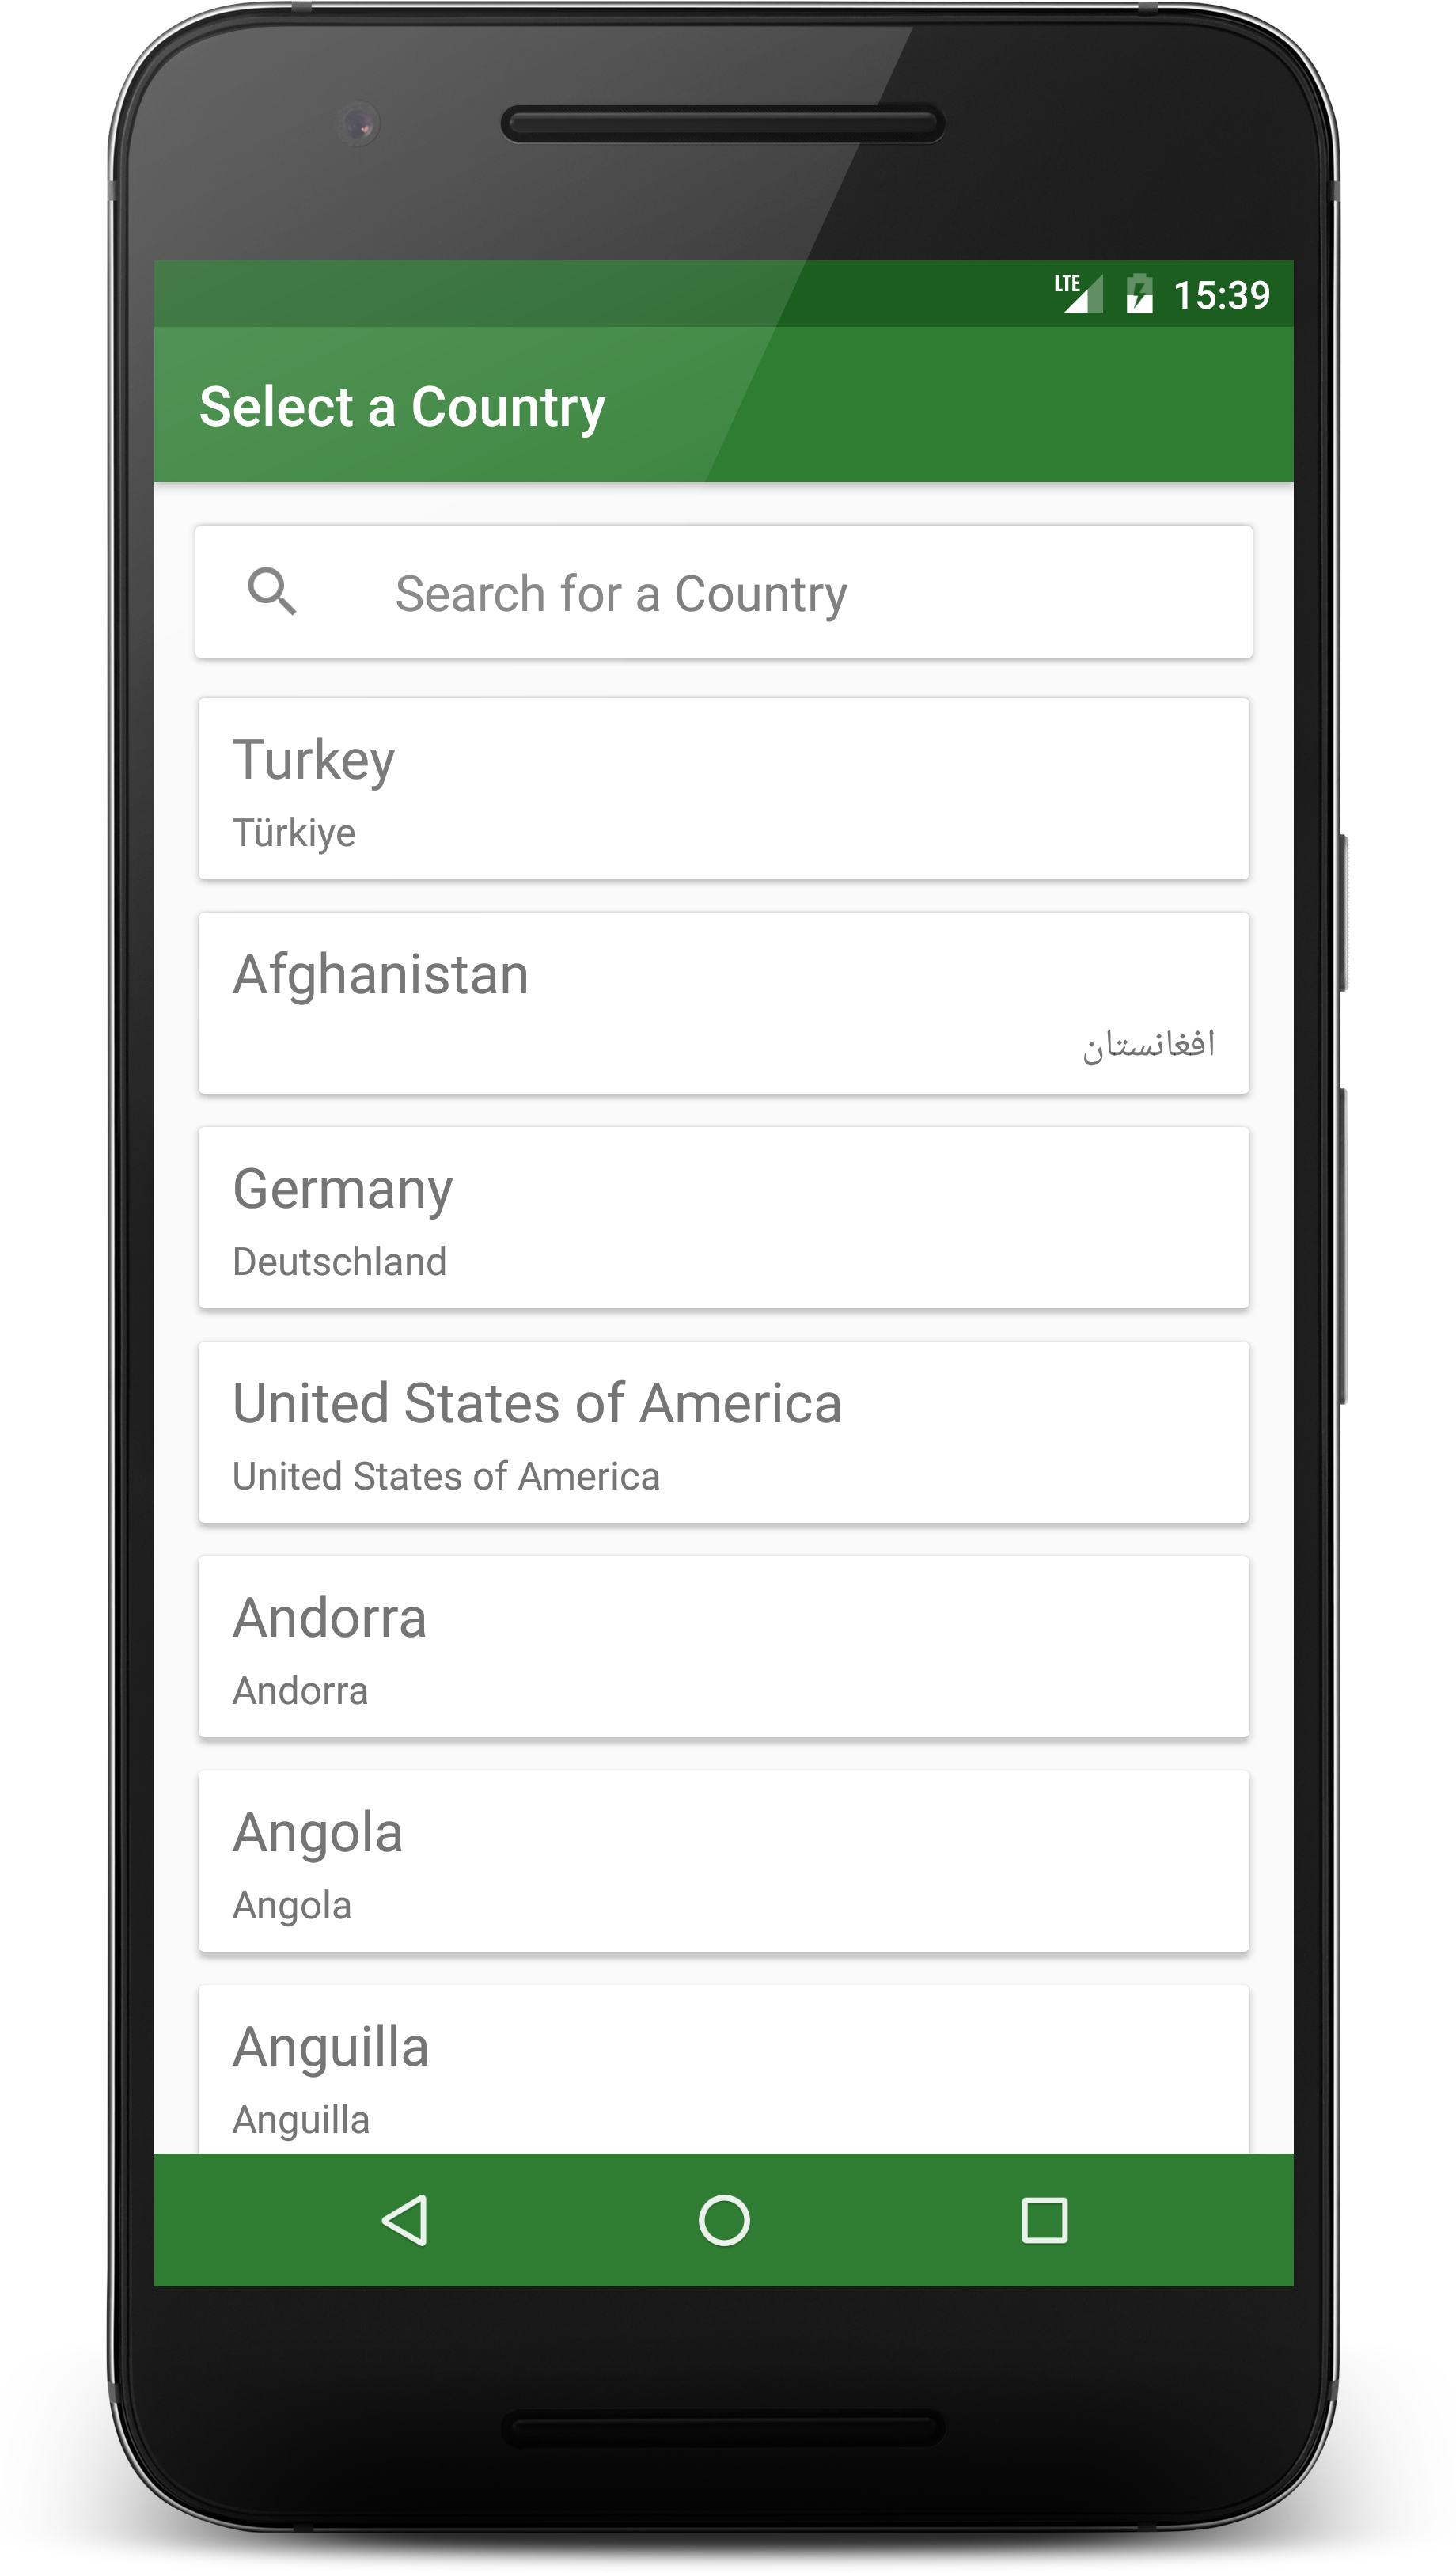 LTE 15:39
Select a Country
Search for a Country
Turkey
Türkiye
Afghanistan
افغانستان
Germany
Deutschland
United States of America
United States of America
Andorra
Andorra
Angola
Angola
Anguilla
Anguilla